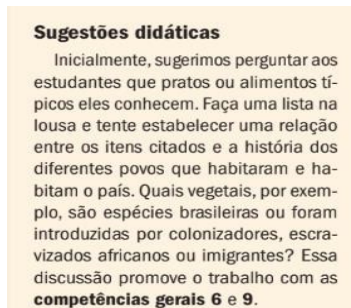 Sugestões didáticas
Inicialmente, sugerimos perguntar aos
estudantes que pratos ou alimentos tí-
picos eles conhecem. Faça uma lista na
lousa e tente estabelecer uma relação
entre os itens citados e a história dos
diferentes povos que habitaram e ha-
bitam o país. Quais vegetais, por exem-
plo, são espécies brasileiras ou foram
introduzidas por colonizadores, escra-
vizados africanos ou imigrantes? Essa
discussão promove o trabalho com as
competências gerais 6 e 9.